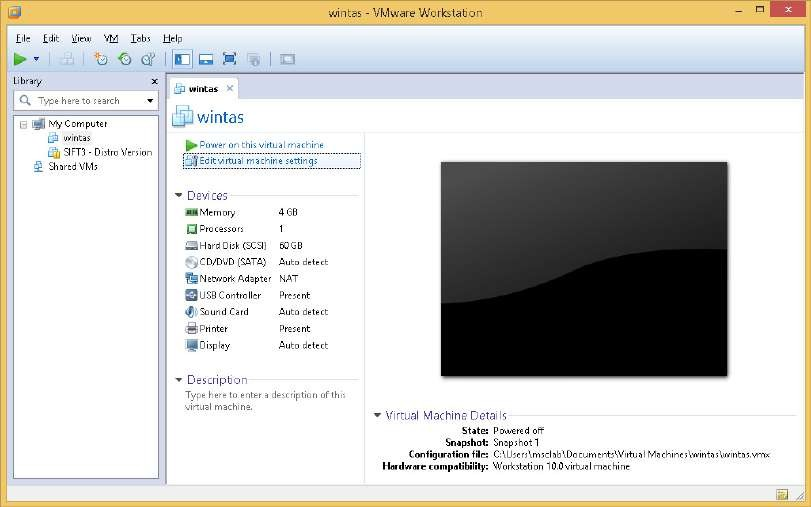 wintas - VMware Workstation
File Edit View VM Tabs Help
Library
Type here to search
My Computer
wintas
SIFT3 - Distro Version
Shared VMs
wintas
wintas
Power on this virtual machine
Edit virtual machine settings
Devices
Memory 4 GB
Processors 1
Hard Disk (SCSI) 60 GB
CD/DVD (SATA) Auto detect
Network Adapter NAT
USB Controller Present
Sound Card Auto detect
Printer Present
Display Auto detect
Description
Type here to enter a description of this
virtual machine.
Virtual Machine Details
State: Powered off
Snapshot: Snapshot 1
Configuration file: C:\Users\msclab\Documents\Virtual Machines\wintas\wintas.vmx
Hardware compatibility: Workstation 10.0 virtual machine